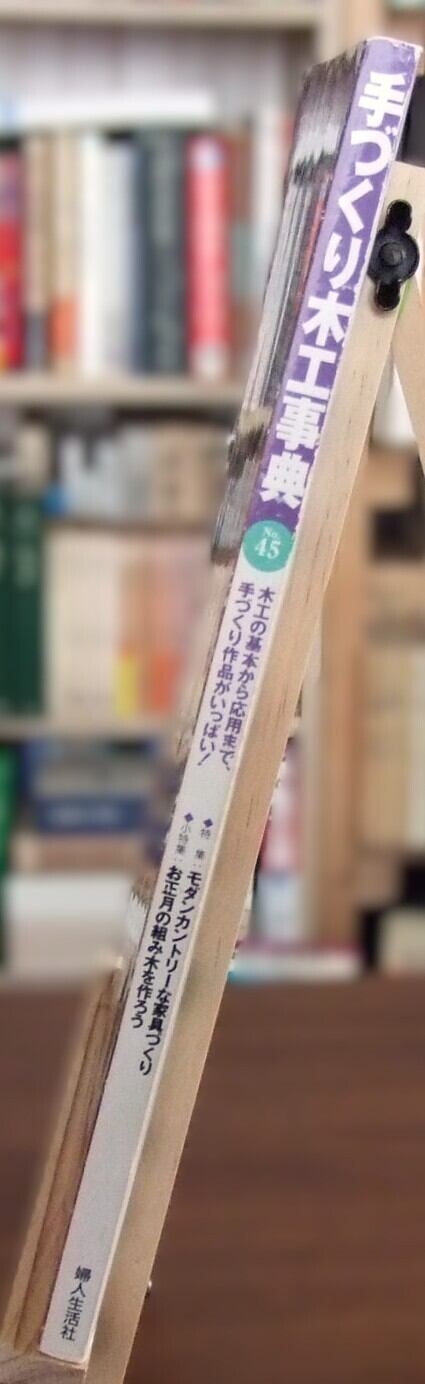 手づくり木工事典
No.
45
木工の基本から応用まで、
手づくり作品がいっぱい!
◆特集:モダンカントリーな家具づくり
◆小特集:お正月の組み木を作ろう
婦人生活社